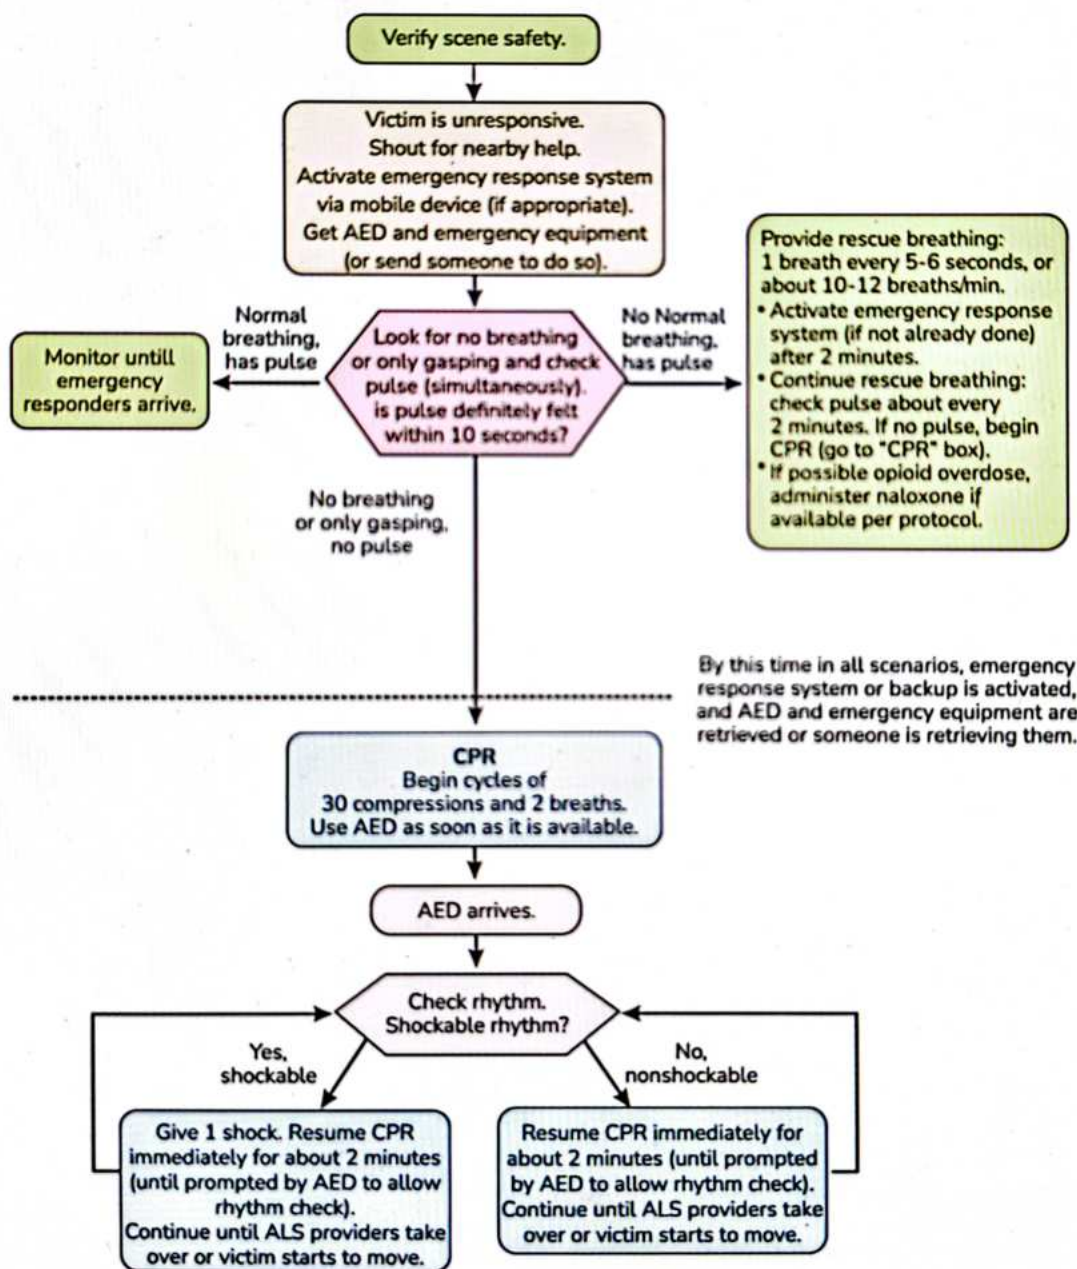 Verify scene safety.
Victim is unresponsive.
Shout for nearby help.
Activate emergency response system
via mobile device (if appropriate).
Get AED and emergency equipment
(or send someone to do so).
Normal
breathing,
has pulse
Monitor untill
emergency
responders arrive.
Look for no breathing
or only gasping and check
pulse (simultaneously).
is pulse definitely felt
within 10 seconds?
No Normal
breathing,
has pulse
Provide rescue breathing:
1 breath every 5-6 seconds, or
about 10-12 breaths/min.
• Activate emergency response
system (if not already done)
after 2 minutes.
• Continue rescue breathing:
check pulse about every
2 minutes. If no pulse, begin
CPR (go to "CPR" box).
• If possible opioid overdose,
administer naloxone if
available per protocol.
No breathing
or only gasping,
no pulse
By this time in all scenarios, emergency
response system or backup is activated,
and AED and emergency equipment are
retrieved or someone is retrieving them.
CPR
Begin cycles of
30 compressions and 2 breaths.
Use AED as soon as it is available.
AED arrives.
Check rhythm.
Shockable rhythm?
Yes,
shockable
No,
nonshockable
Give 1 shock. Resume CPR
immediately for about 2 minutes
(until prompted by AED to allow
rhythm check).
Continue until ALS providers take
over or victim starts to move.
Resume CPR immediately for
about 2 minutes (until prompted
by AED to allow rhythm check).
Continue until ALS providers take
over or victim starts to move.